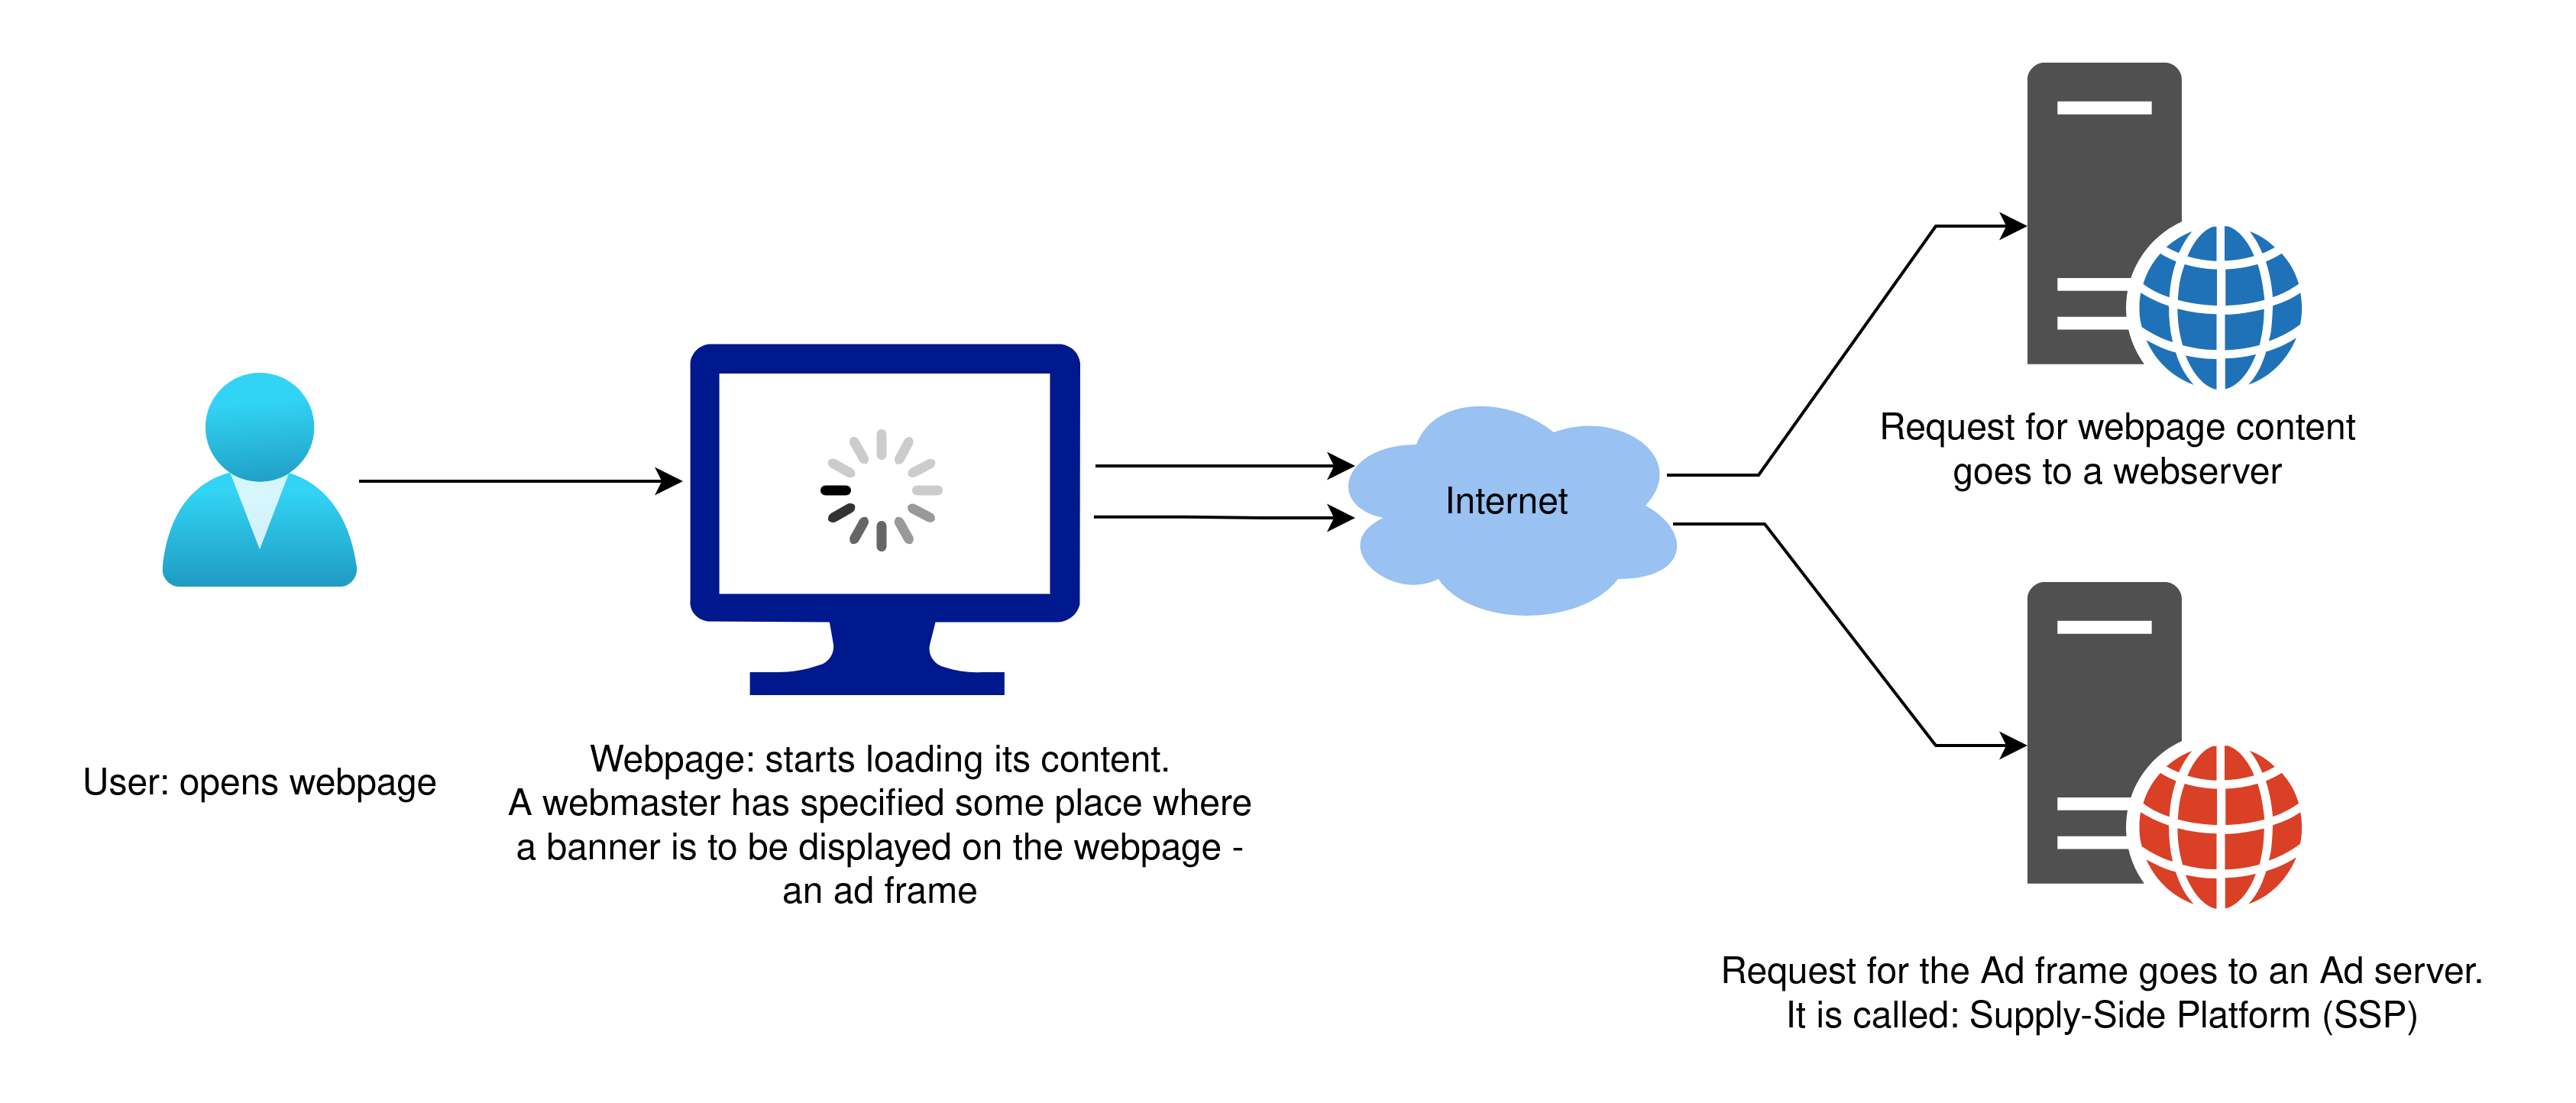 User: opens webpage
Webpage: starts loading its content.
A webmaster has specified some place where
a banner is to be displayed on the webpage -
an ad frame
Internet
Request for webpage content
goes to a webserver
Request for the Ad frame goes to an Ad server.
It is called: Supply-Side Platform (SSP)